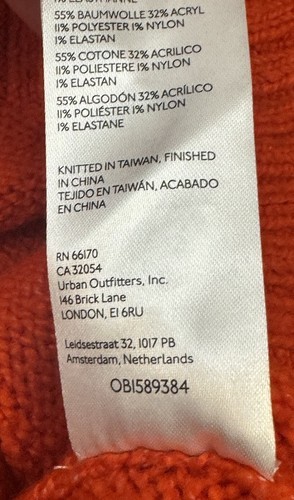 55% BAUMWOLLE 32% ACRYL
11% POLYESTER 1% NYLON
1% ELASTAN
55% COTONE 32% ACRILICO
11% POLIESTERE 1% NYLON
1% ELASTAN
55% ALGODÓN 32% ACRÍLICO
11% POLIÉSTER 1% NYLON
1% ELASTANE
KNITTED IN TAIWAN, FINISHED
IN CHINA
TEJIDO EN TAIWÁN, ACABADO
EN CHINA
RN 66170
CA 32054
Urban Outfitters, Inc.
146 Brick Lane
LONDON, E1 6RU
Leidsestraat 32, 1017 PB
Amsterdam, Netherlands
OB1589384